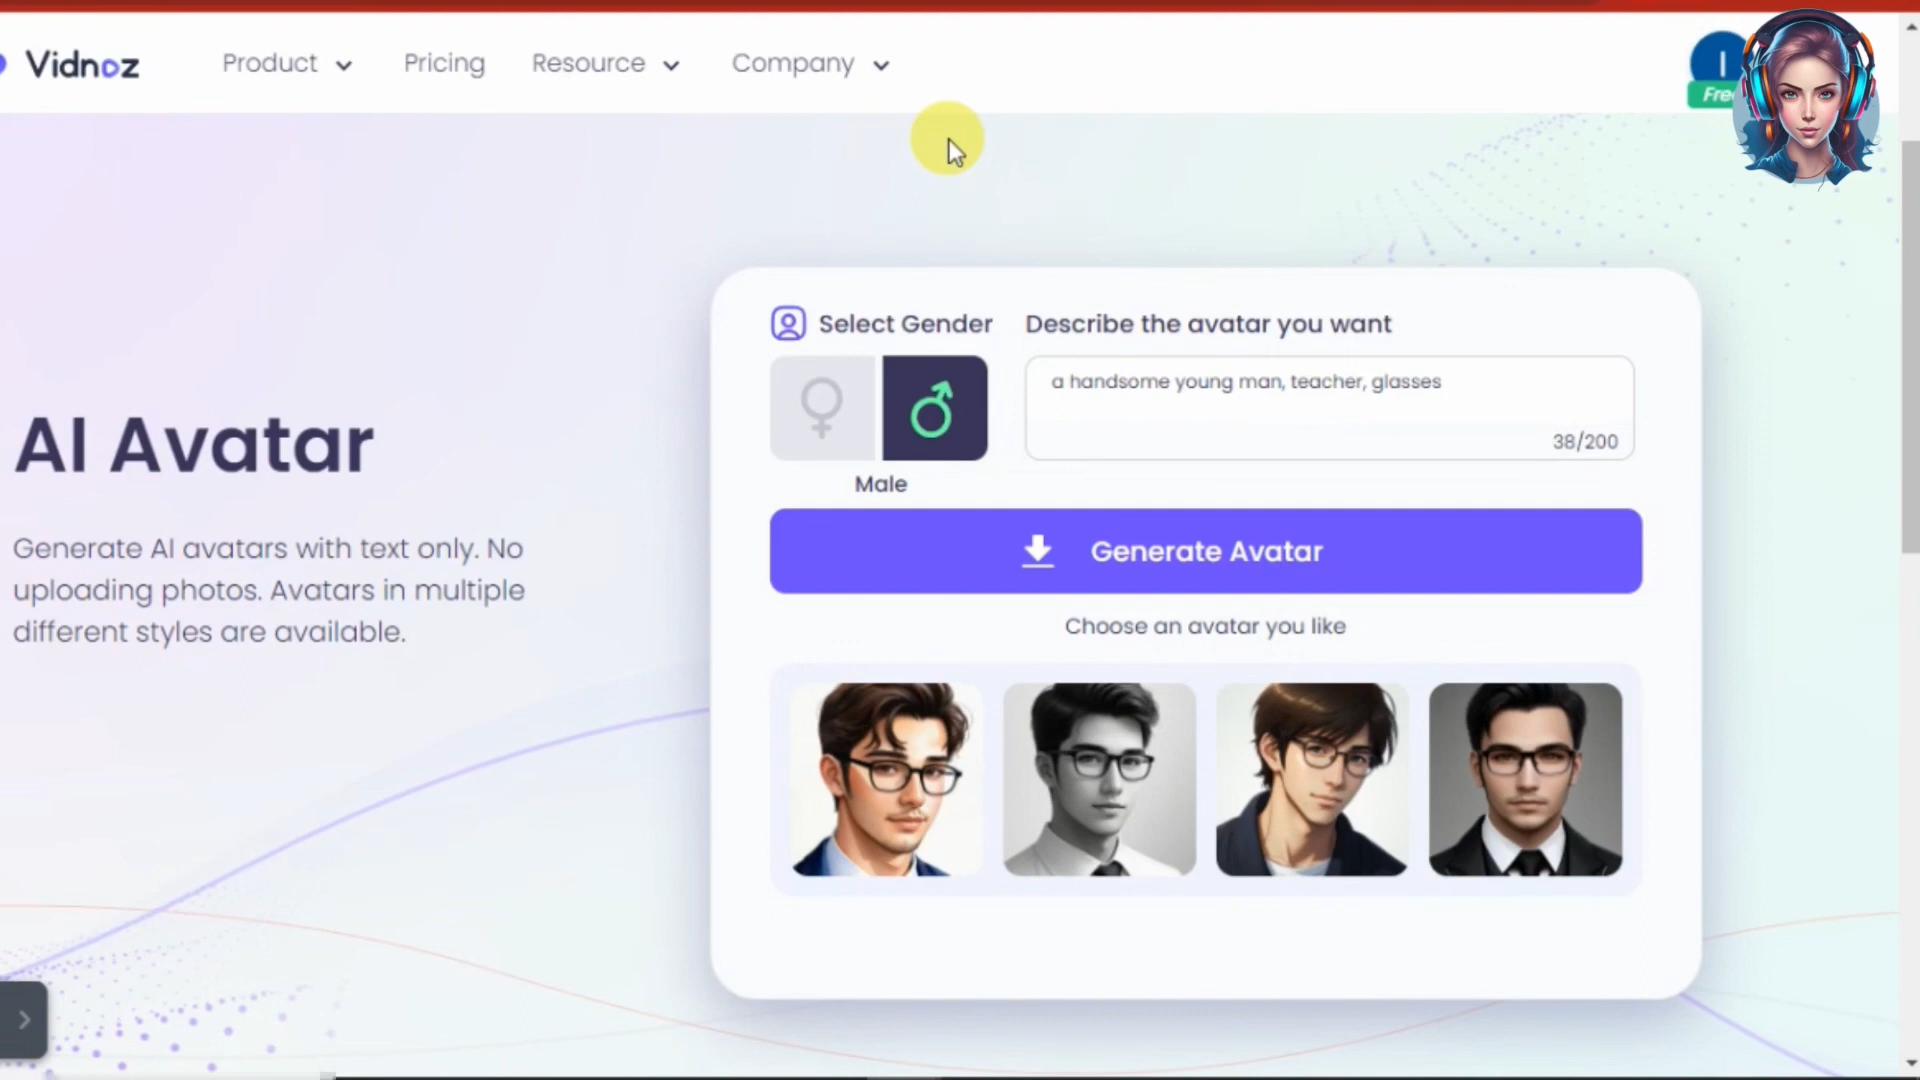 Vidnoz
Product
Pricing
Resource
Company
I
Select Gender
Describe the avatar you want
a handsome young man, teacher, glasses
38/200
Male
AI Avatar
Generate AI avatars with text only. No
uploading photos. Avatars in multiple
different styles are available.
Generate Avatar
Choose an avatar you like